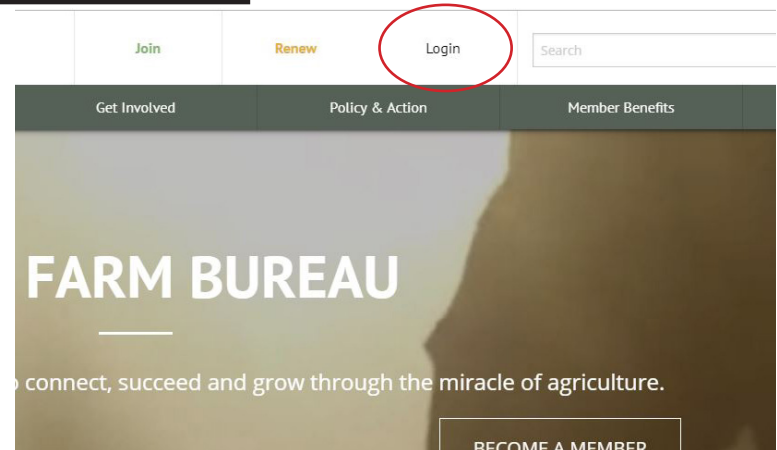 Join Renew Login Search
Get Involved Policy & Action Member Benefits
FARM BUREAU
connect, succeed and grow through the miracle of agriculture.
BECOME A MEMBER